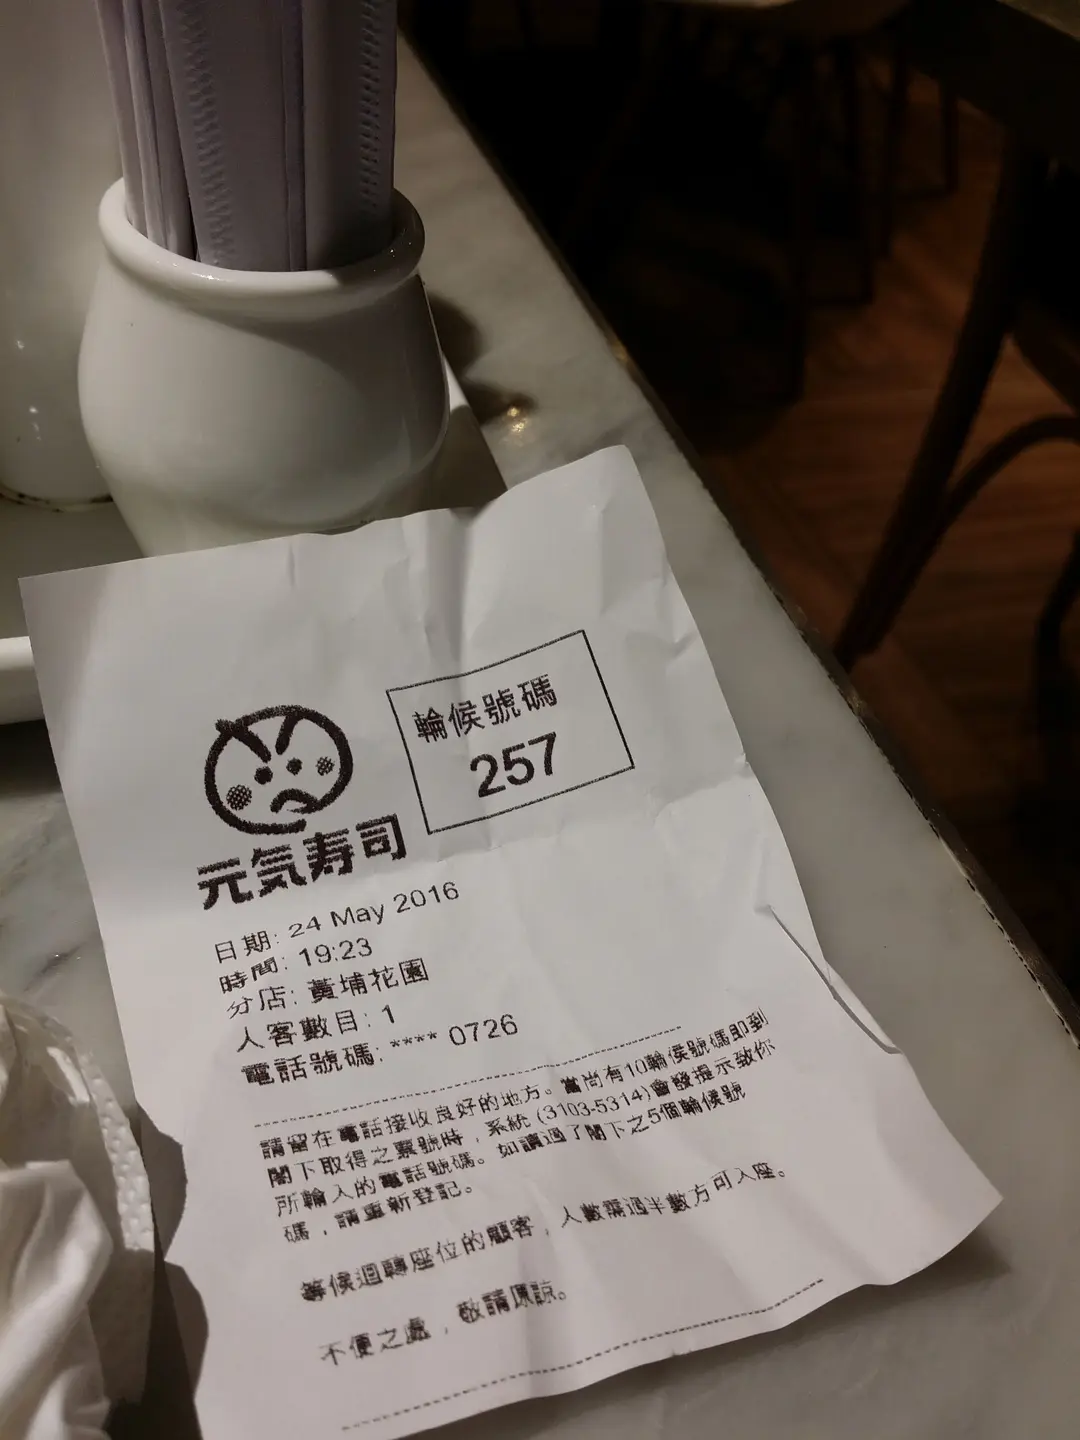 輪候號碼
257
元気寿司
日期: 24 May 2016
時間: 19:23
分店: 黃埔花園
人客數目: 1
電話號碼: **** 0726
請留在電話接收良好的地方。當尚有10輪候號碼即到
閣下取得之票號時，系統 (3103-5314)會發提示致你
所輸入的電話號碼。如讀過了閣下之5個輪候號
碼，請重新登記。
等候迴轉座位的顧客，人數需過半數方可入座。
不便之處，敬請原諒。